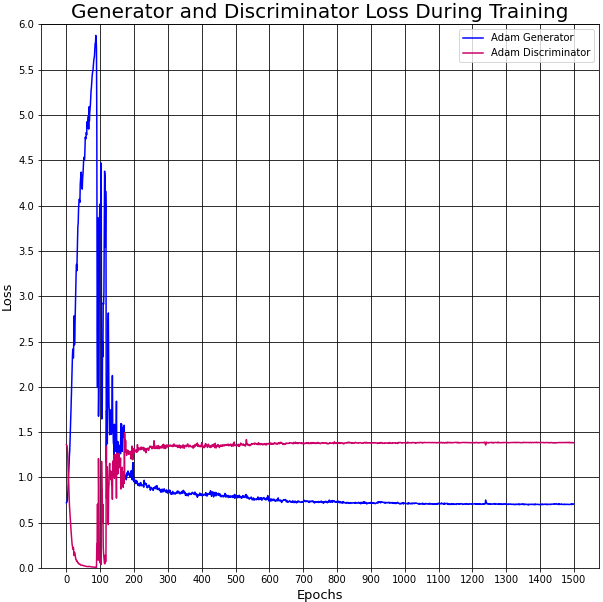 Generator and Discriminator Loss During Training
Adam Generator
Adam Discriminator
Loss
6.0
5.5
5.0
4.5
4.0
3.5
3.0
2.5
2.0
1.5
1.0
0.5
0.0
0 100 200 300 400 500 600 700 800 900 1000 1100 1200 1300 1400 1500
Epochs